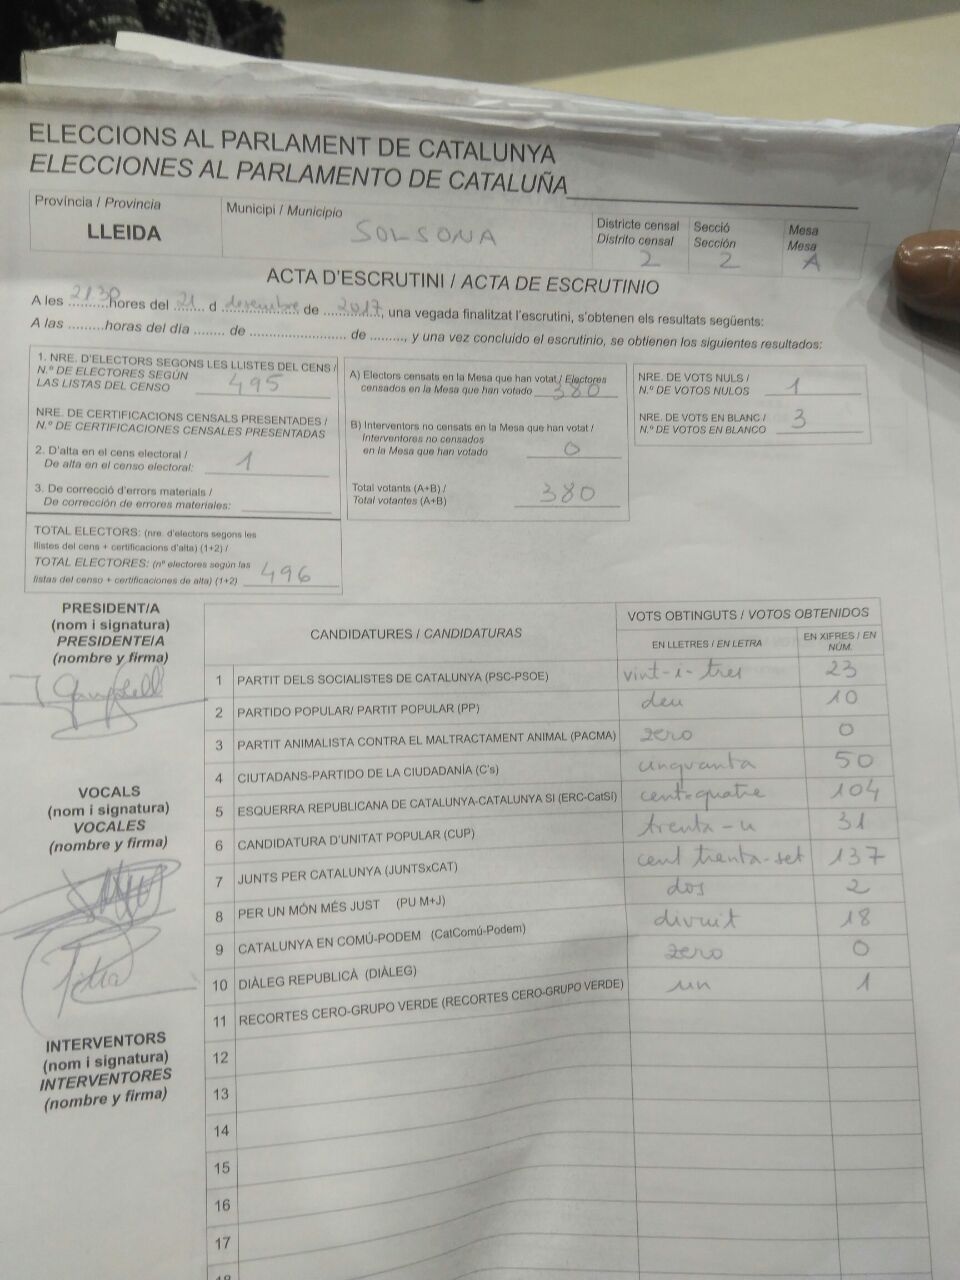 ELECCIONS AL PARLAMENT DE CATALUNYA
ELECCIONES AL PARLAMENTO DE CATALUÑA
Província / Provincia
LLEIDA
Municipi / Municipio
SOLSONA
Districte censal
Distrito censal
2
Secció
Sección
2
Mesa
Mesa
A
ACTA D'ESCRUTINI / ACTA DE ESCRUTINIO
A les 2130 hores del 21 d desembre de 2017, una vegada finalitzat l'escrutini, s'obtenen els resultats següents:
A las .........horas del día ........ de ......................... de ........., y una vez concluido el escrutinio, se obtienen los siguientes resultados:
1. NRE. D'ELECTORS SEGONS LES LLISTES DEL CENS /
N.º DE ELECTORES SEGÚN
LAS LISTAS DEL CENSO 495
NRE. DE CERTIFICACIONS CENSALS PRESENTADES /
N.º DE CERTIFICACIONES CENSALES PRESENTADAS
2. D'alta en el cens electoral /
De alta en el censo electoral: 1
3. De correcció d'errors materials /
De corrección de errores materiales:
TOTAL ELECTORS: (nre. d'electors segons les
llistes del cens + certificacions d'alta) (1+2) /
TOTAL ELECTORES: (nº electores según las
listas del censo + certificaciones de alta) (1+2) 496
A) Electors censats en la Mesa que han votat / Electores
censados en la Mesa que han votado 380
B) Interventors no censats en la Mesa que han votat /
Interventores no censados
en la Mesa que han votado 0
Total votants (A+B) /
Total votantes (A+B) 380
NRE. DE VOTS NULS /
N.º DE VOTOS NULOS 1
NRE. DE VOTS EN BLANC /
N.º DE VOTOS EN BLANCO 3
PRESIDENT/A
(nom i signatura)
PRESIDENTE/A
(nombre y firma)
VOCALS
(nom i signatura)
VOCALES
(nombre y firma)
INTERVENTORS
(nom i signatura)
INTERVENTORES
(nombre y firma)
CANDIDATURES / CANDIDATURAS
VOTS OBTINGUTS / VOTOS OBTENIDOS
EN LLETRES / EN LETRA
EN XIFRES / EN
NÚM.
1 PARTIT DELS SOCIALISTES DE CATALUNYA (PSC-PSOE) vint-i-tres 23
2 PARTIDO POPULAR/ PARTIT POPULAR (PP) deu 10
3 PARTIT ANIMALISTA CONTRA EL MALTRACTAMENT ANIMAL (PACMA) zero 0
4 CIUTADANS-PARTIDO DE LA CIUDADANÍA (C's) cinquanta 50
5 ESQUERRA REPUBLICANA DE CATALUNYA-CATALUNYA SI (ERC-CatSí) cent-quatre 104
6 CANDIDATURA D'UNITAT POPULAR (CUP) trenta-u 31
7 JUNTS PER CATALUNYA (JUNTSxCAT) cent trenta-set 137
8 PER UN MÓN MÉS JUST (PU M+J) dos 2
9 CATALUNYA EN COMÚ-PODEM (CatComú-Podem) divuit 18
10 DIÀLEG REPUBLICÀ (DIÀLEG) zero 0
11 RECORTES CERO-GRUPO VERDE (RECORTES CERO-GRUPO VERDE) un 1
12
13
14
15
16
17
18